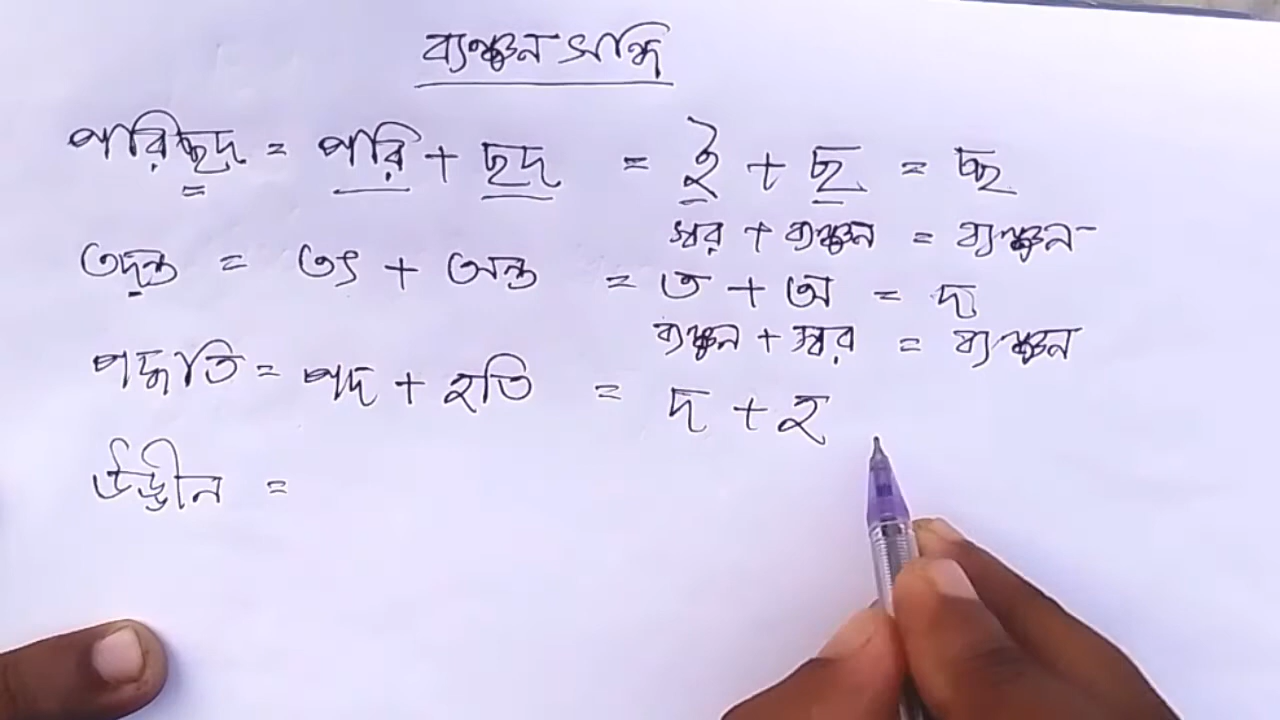 ব্যঞ্জন সন্ধি
পরিচ্ছদ = পরি + ছদ = ই + ছ = চ্ছ
স্বর + ব্যঞ্জন = ব্যঞ্জন
তদন্ত = তৎ + অন্ত = ত + অ = দ
ব্যঞ্জন + স্বর = ব্যঞ্জন
পদ্ধতি = পদ + হতি = দ + হ
উড্ডীন =